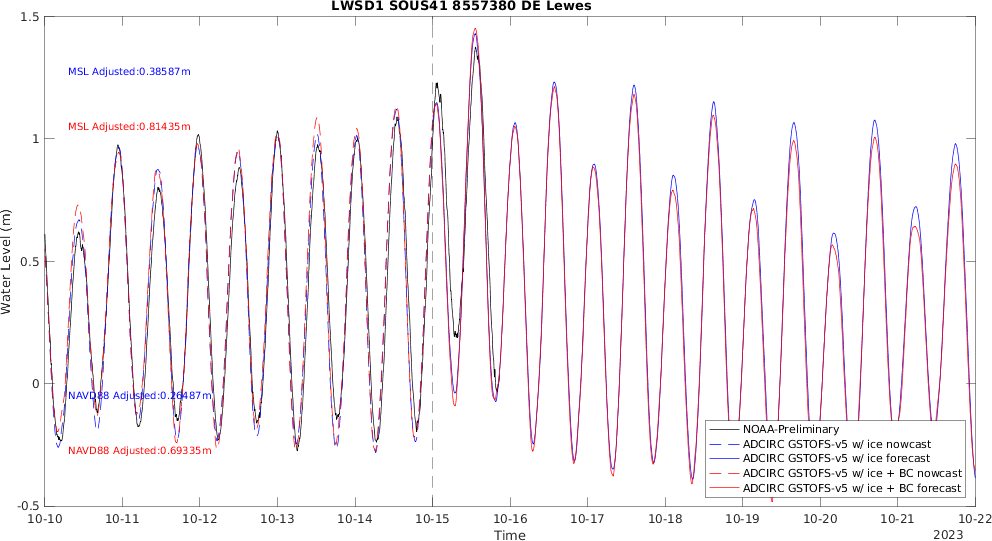 LWSD1 SOUS41 8557380 DE Lewes
1.5
MSL Adjusted:0.38587m
MSL Adjusted:0.81435m
1
0.5
Water Level (m)
0
NAVD88 Adjusted:0.26487m
NAVD88 Adjusted:0.69335m
-0.5
NOAA-Preliminary
ADCIRC GSTOFS-v5 w/ ice nowcast
ADCIRC GSTOFS-v5 w/ ice forecast
ADCIRC GSTOFS-v5 w/ ice + BC nowcast
ADCIRC GSTOFS-v5 w/ ice + BC forecast
10-10 10-11 10-12 10-13 10-14 10-15 10-16 10-17 10-18 10-19 10-20 10-21 10-22
Time
2023